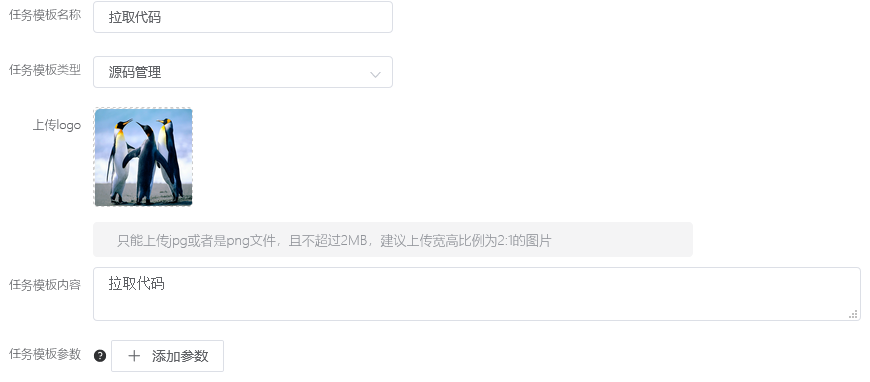 任务模板名称 拉取代码
任务模板类型 源码管理
上传logo
只能上传jpg或者是png文件，且不超过2MB，建议上传宽高比例为2:1的图片
任务模板内容 拉取代码
任务模板参数 ? + 添加参数